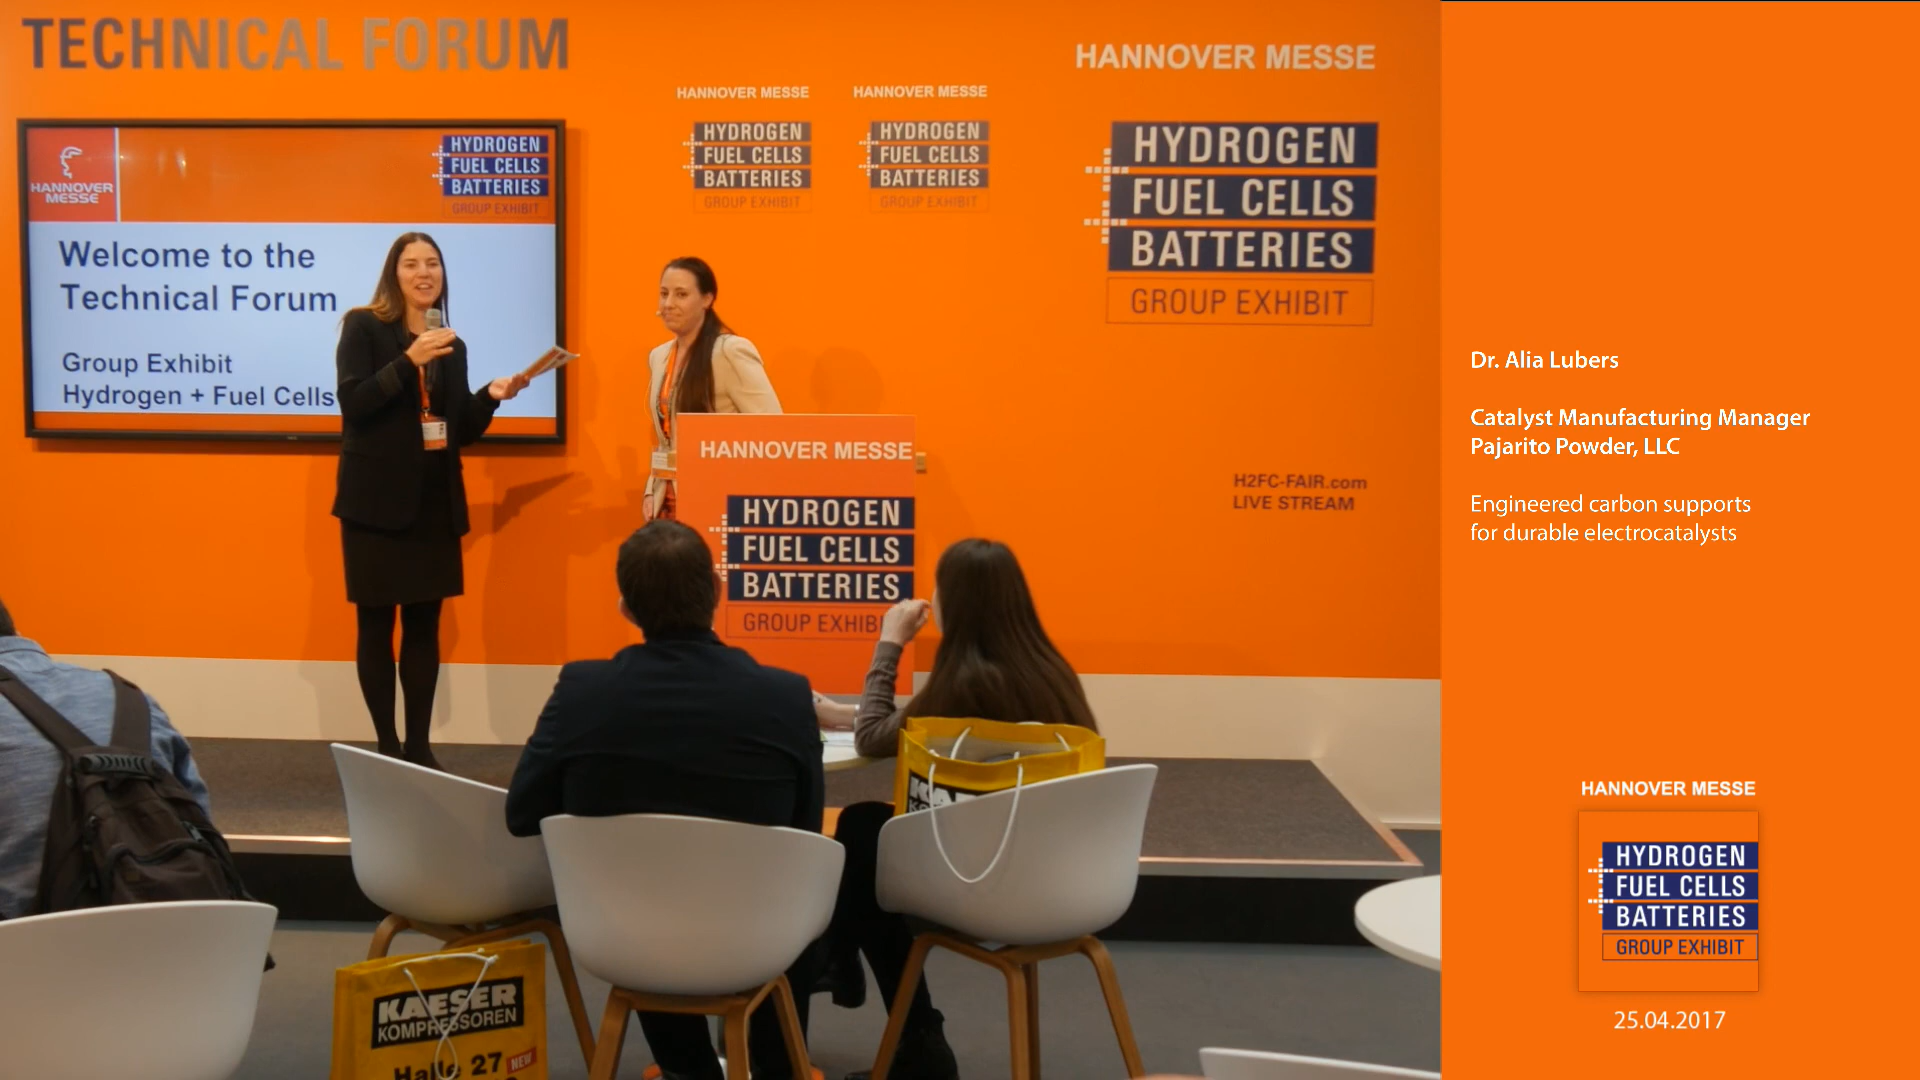 TECHNICAL FORUM
HANNOVER
MESSE
HYDROGEN
FUEL CELLS
BATTERIES
GROUP EXHIBIT
Welcome to the
Technical Forum
Group Exhibit
Hydrogen + Fuel Cells
HANNOVER MESSE
HYDROGEN
FUEL CELLS
BATTERIES
GROUP EXHIBIT
HANNOVER MESSE
HYDROGEN
FUEL CELLS
BATTERIES
GROUP EXHIBIT
HANNOVER MESSE
HYDROGEN
FUEL CELLS
BATTERIES
GROUP EXHIBIT
H2FC-FAIR.com
LIVE STREAM
HANNOVER MESSE
HYDROGEN
FUEL CELLS
BATTERIES
GROUP EXHIB
KAESER
KOMPRESSOREN
Halle 27 NEW
Dr. Alia Lubers
Catalyst Manufacturing Manager
Pajarito Powder, LLC
Engineered carbon supports
for durable electrocatalysts
HANNOVER MESSE
HYDROGEN
FUEL CELLS
BATTERIES
GROUP EXHIBIT
25.04.2017